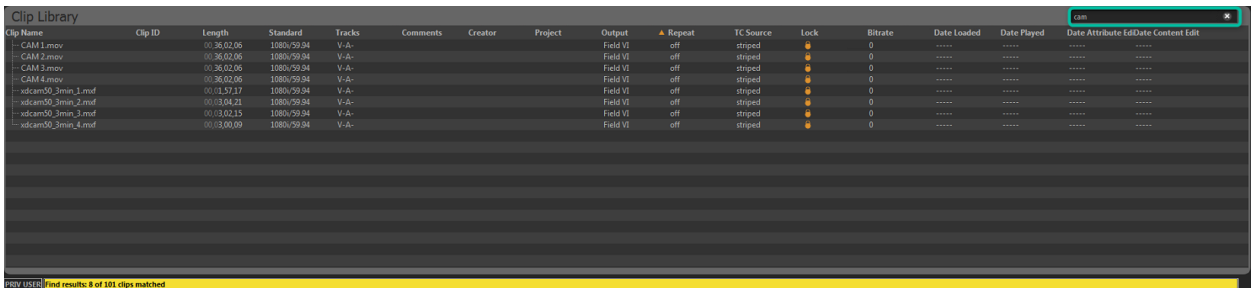 Clip Library cam
Clip Name Clip ID Length Standard Tracks Comments Creator Project Output Repeat TC Source Lock Bitrate Date Loaded Date Played Date Attribute EdiDate Content Edit
CAM 1.mov 00,36,02,06 1080i/59.94 V-A- Field VI off striped 0 ----- ----- ----- -----
CAM 2.mov 00,36,02,06 1080i/59.94 V-A- Field VI off striped 0 ----- ----- ----- -----
CAM 3.mov 00,36,02,06 1080i/59.94 V-A- Field VI off striped 0 ----- ----- ----- -----
CAM 4.mov 00,36,02,06 1080i/59.94 V-A- Field VI off striped 0 ----- ----- ----- -----
xdcam50_3min_1.mxf 00,01,57,17 1080i/59.94 V-A- Field VI off striped 0 ----- ----- ----- -----
xdcam50_3min_2.mxf 00,03,04,21 1080i/59.94 V-A- Field VI off striped 0 ----- ----- ----- -----
xdcam50_3min_3.mxf 00,03,02,15 1080i/59.94 V-A- Field VI off striped 0 ----- ----- ----- -----
xdcam50_3min_4.mxf 00,03,00,09 1080i/59.94 V-A- Field VI off striped 0 ----- ----- ----- -----
PRIV USER Find results: 8 of 101 clips matched